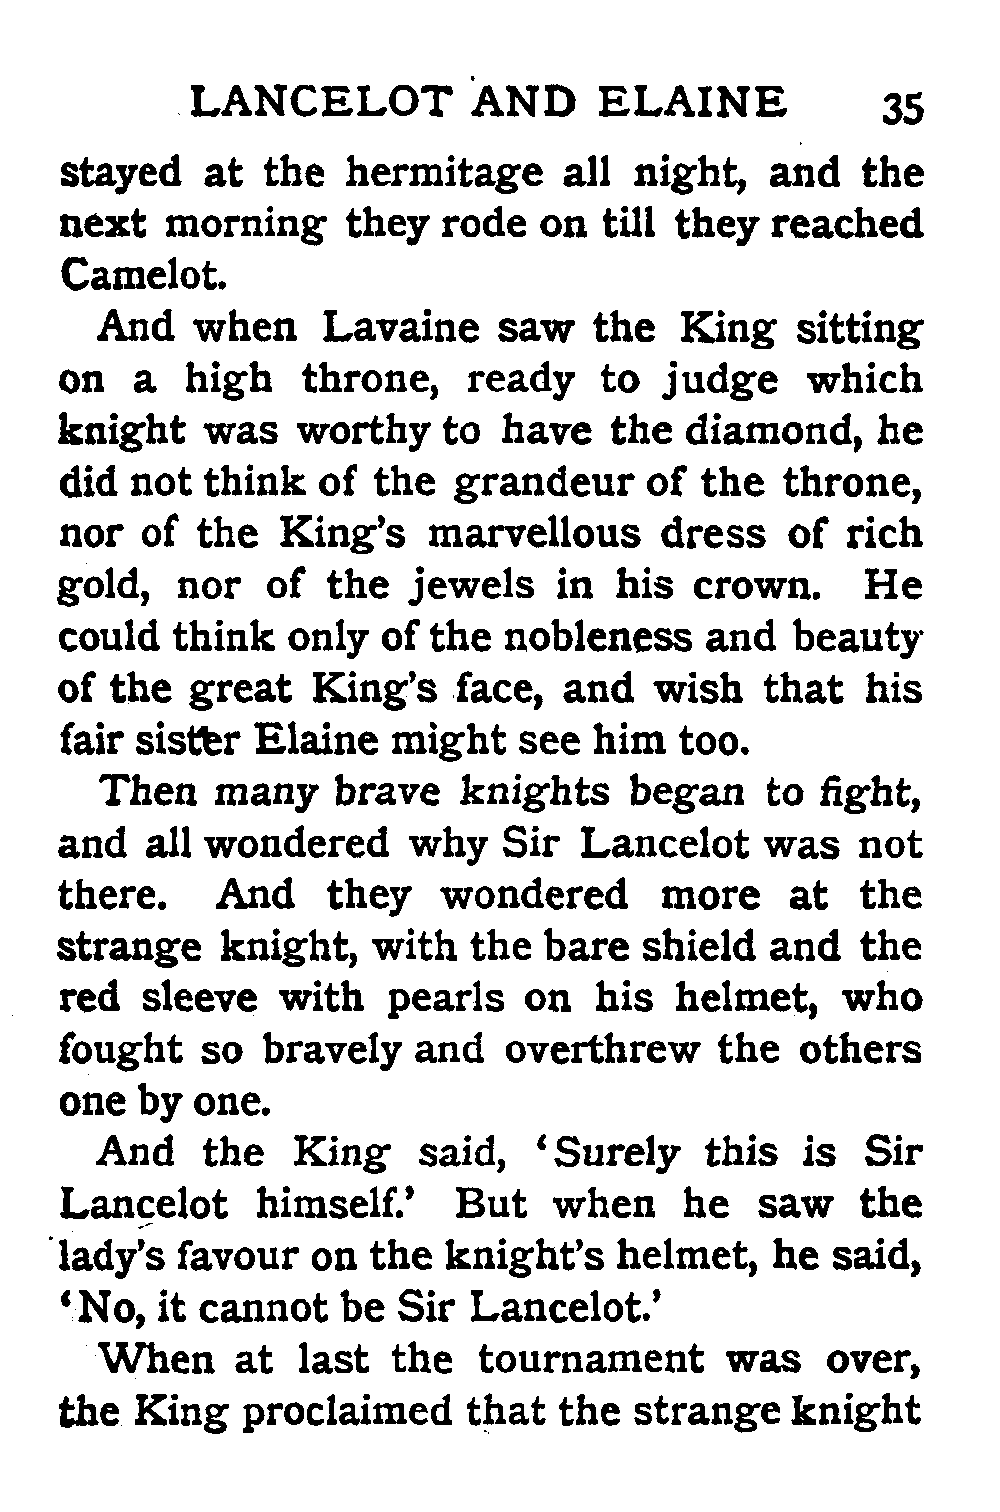 LANCELOT AND ELAINE 35
stayed at the hermitage all night, and the
next morning they rode on till they reached
Camelot.
And when Lavaine saw the King sitting
on a high throne, ready to judge which
knight was worthy to have the diamond, he
did not think of the grandeur of the throne,
nor of the King's marvellous dress of rich
gold, nor of the jewels in his crown. He
could think only of the nobleness and beauty
of the great King's face, and wish that his
fair sister Elaine might see him too.
Then many brave knights began to fight,
and all wondered why Sir Lancelot was not
there. And they wondered more at the
strange knight, with the bare shield and the
red sleeve with pearls on his helmet, who
fought so bravely and overthrew the others
one by one.
And the King said, ‘Surely this is Sir
Lancelot himself.’ But when he saw the
lady's favour on the knight's helmet, he said,
‘No, it cannot be Sir Lancelot.’
When at last the tournament was over,
the King proclaimed that the strange knight